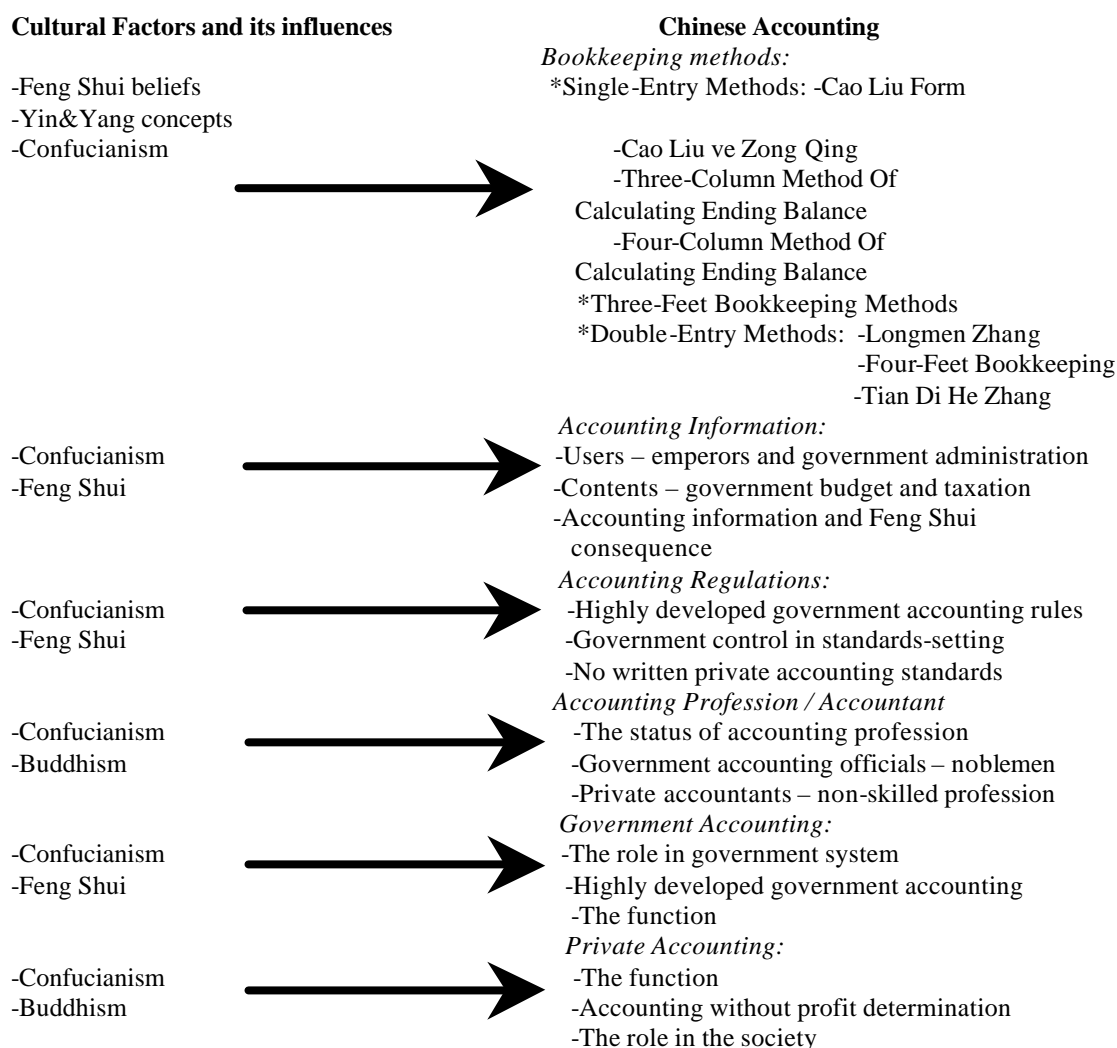 Cultural Factors and its influences Chinese Accounting
Bookkeeping methods:
-Feng Shui beliefs *Single-Entry Methods: -Cao Liu Form
-Yin&Yang concepts
-Confucianism -Cao Liu ve Zong Qing
-Three-Column Method Of
Calculating Ending Balance
-Four-Column Method Of
Calculating Ending Balance
*Three-Feet Bookkeeping Methods
*Double-Entry Methods: -Longmen Zhang
-Four-Feet Bookkeeping
-Tian Di He Zhang
Accounting Information:
-Confucianism -Users – emperors and government administration
-Feng Shui -Contents – government budget and taxation
-Accounting information and Feng Shui
consequence
Accounting Regulations:
-Confucianism -Highly developed government accounting rules
-Feng Shui -Government control in standards-setting
-No written private accounting standards
Accounting Profession / Accountant
-Confucianism -The status of accounting profession
-Buddhism -Government accounting officials – noblemen
-Private accountants – non-skilled profession
Government Accounting:
-Confucianism -The role in government system
-Feng Shui -Highly developed government accounting
-The function
Private Accounting:
-Confucianism -The function
-Buddhism -Accounting without profit determination
-The role in the society